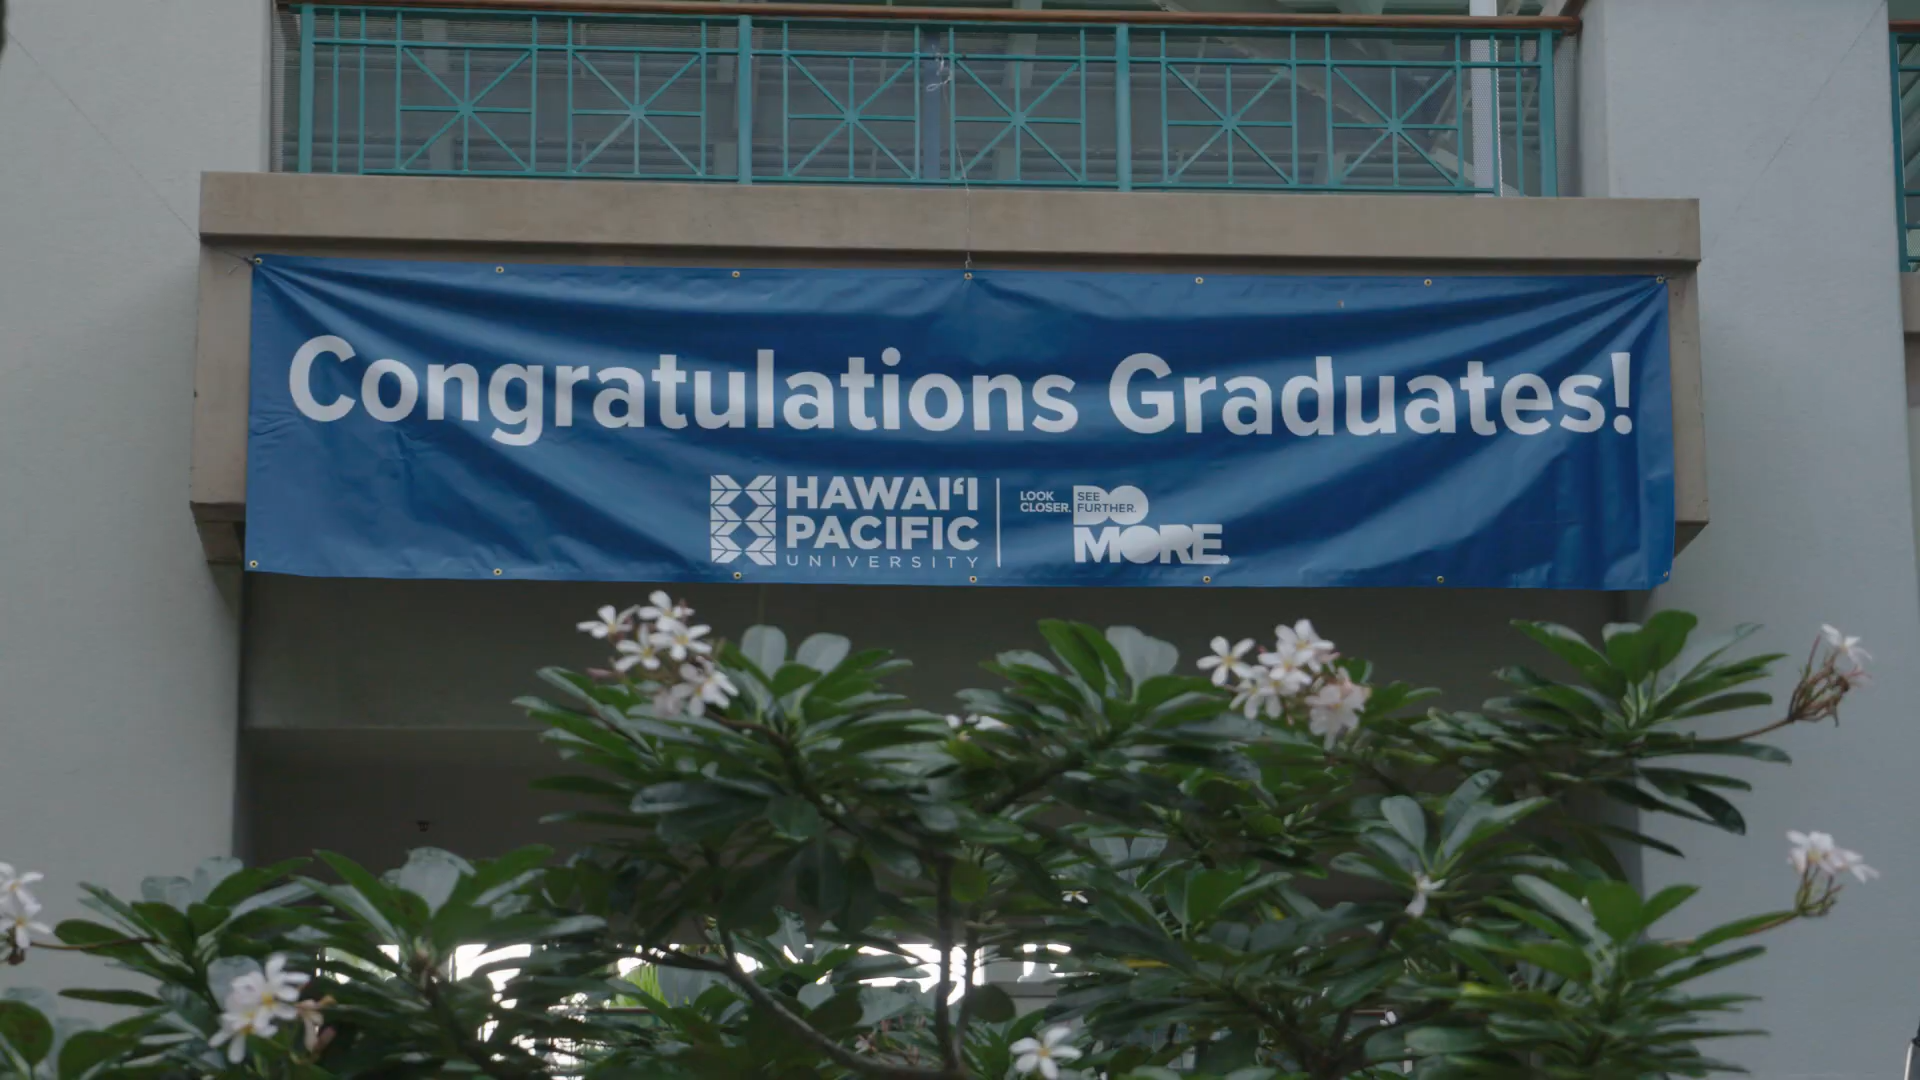 Congratulations Graduates!
HAWAIʻI
PACIFIC
UNIVERSITY
LOOK
CLOSER.
SEE
FURTHER.
DO
MORE.